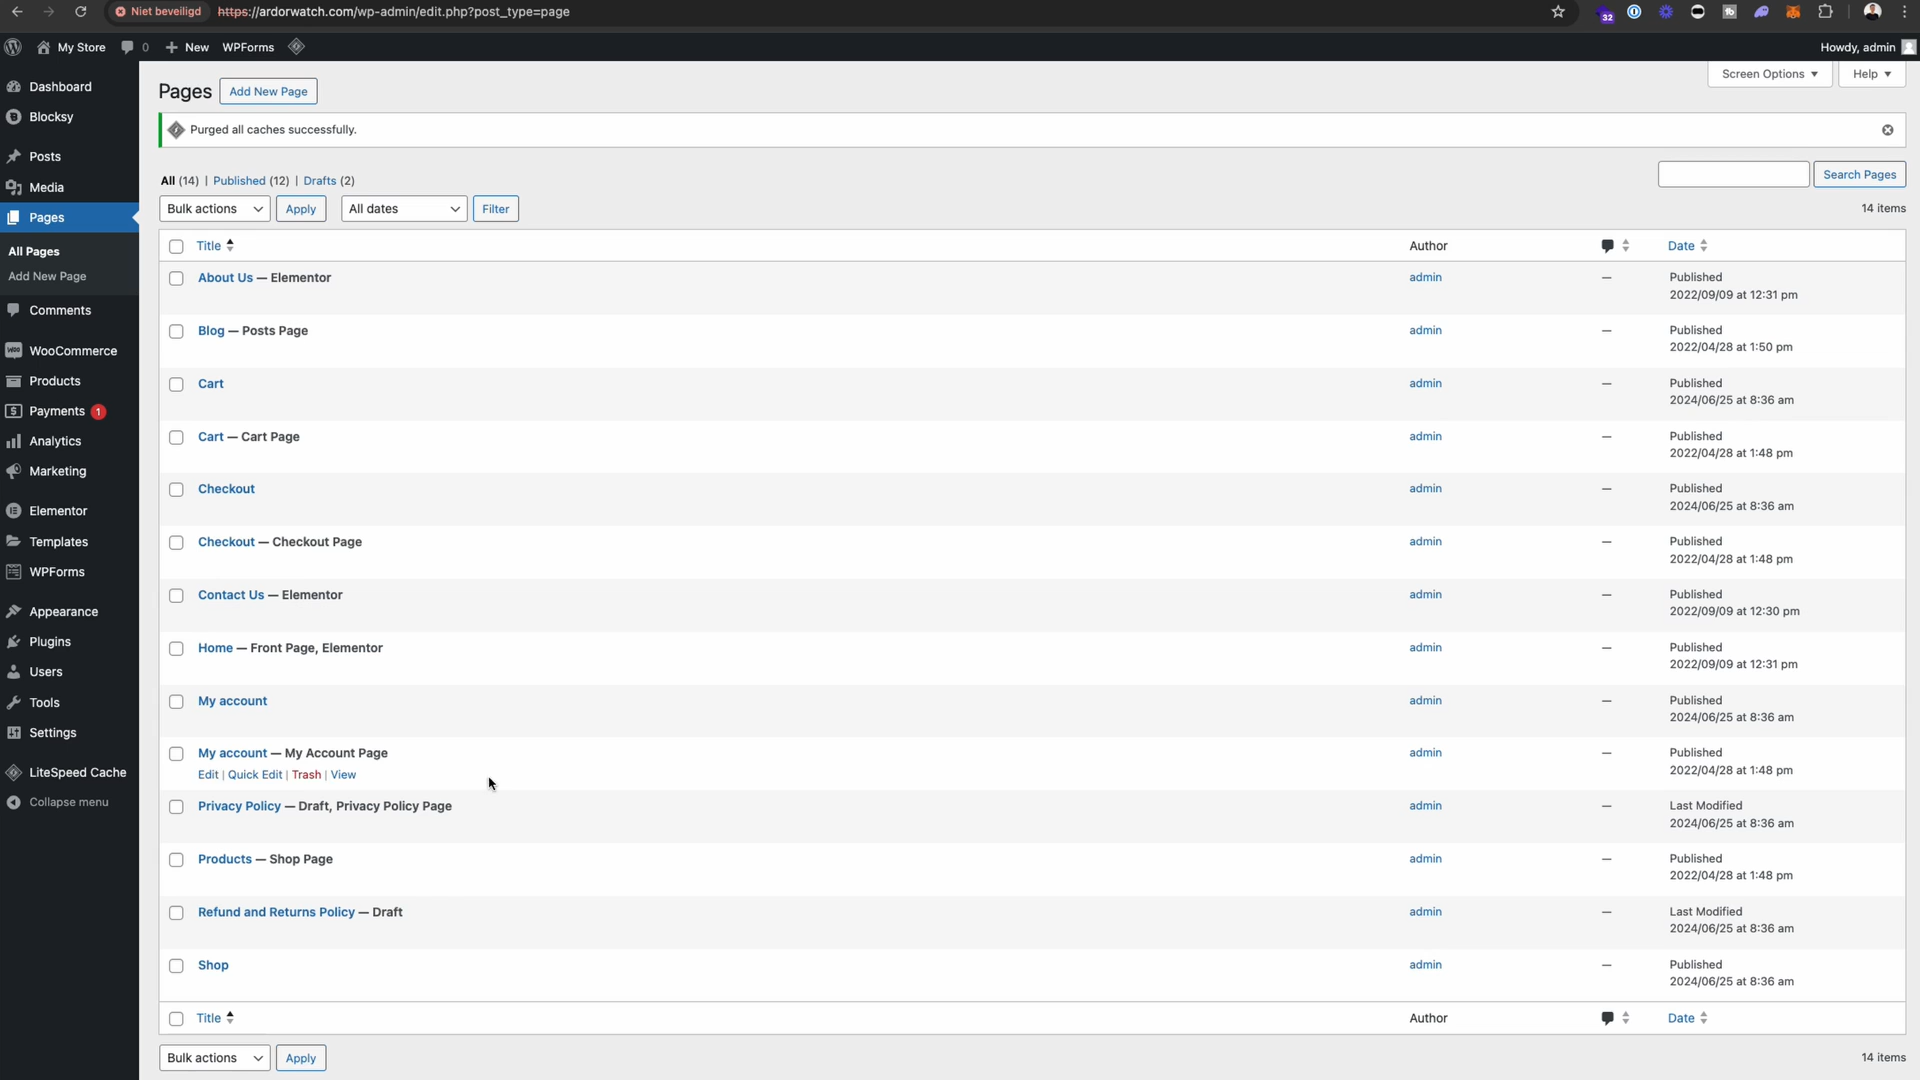 Niet beveiligd https://ardorwatch.com/wp-admin/edit.php?post_type=page
32
My Store 0 New WPForms
Howdy, admin
Dashboard
Blocksy
Posts
Media
Pages
All Pages
Add New Page
Comments
WooCommerce
Products
Payments 1
Analytics
Marketing
Elementor
Templates
WPForms
Appearance
Plugins
Users
Tools
Settings
LiteSpeed Cache
Collapse menu
Screen Options Help
Pages Add New Page
Purged all caches successfully.
All (14) | Published (12) | Drafts (2)
Search Pages
Bulk actions Apply All dates Filter
14 items
Title Author Date
About Us — Elementor admin — Published
2022/09/09 at 12:31 pm
Blog — Posts Page admin — Published
2022/04/28 at 1:50 pm
Cart admin — Published
2024/06/25 at 8:36 am
Cart — Cart Page admin — Published
2022/04/28 at 1:48 pm
Checkout admin — Published
2024/06/25 at 8:36 am
Checkout — Checkout Page admin — Published
2022/04/28 at 1:48 pm
Contact Us — Elementor admin — Published
2022/09/09 at 12:30 pm
Home — Front Page, Elementor admin — Published
2022/09/09 at 12:31 pm
My account admin — Published
2024/06/25 at 8:36 am
My account — My Account Page admin — Published
Edit | Quick Edit | Trash | View 2022/04/28 at 1:48 pm
Privacy Policy — Draft, Privacy Policy Page admin — Last Modified
2024/06/25 at 8:36 am
Products — Shop Page admin — Published
2022/04/28 at 1:48 pm
Refund and Returns Policy — Draft admin — Last Modified
2024/06/25 at 8:36 am
Shop admin — Published
2024/06/25 at 8:36 am
Title Author Date
Bulk actions Apply
14 items